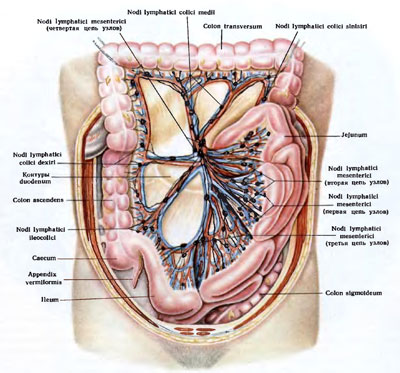 Nodi lymphatici colici medii
Nodi lymphatici mesenterici
(четвертая цепь узлов)
Colon transversum
Nodi lymphatici colici sinistri
Jejunum
Nodi lymphatici
colici dextri
Контуры
duodenum
Colon ascendens
Nodi lymphatici
ileocolici
Caecum
Appendix
vermiformis
Ileum
Nodi lymphatici
mesenterici
(вторая цепь узлов)
Nodi lymphatici
mesenterici
(первая цепь узлов)
Nodi lymphatici
mesenterici
(третья цепь узлов)
Colon sigmoideum